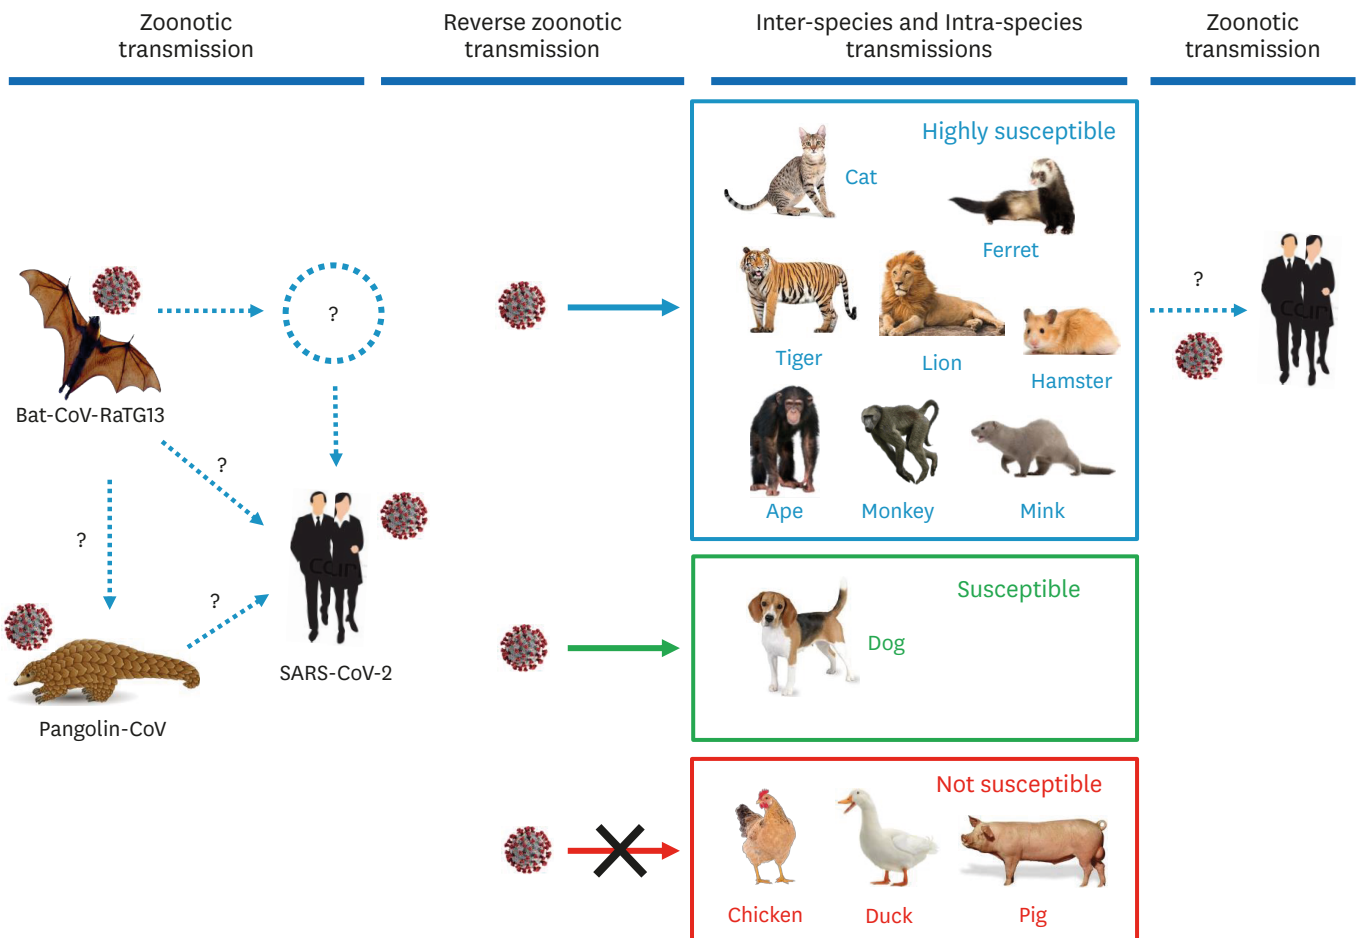 Zoonotic
transmission
Reverse zoonotic
transmission
Inter-species and Intra-species
transmissions
Zoonotic
transmission
Bat-CoV-RaTG13
?
?
?
?
Pangolin-CoV
SARS-CoV-2
Highly susceptible
Cat
Ferret
Tiger
Lion
Hamster
Ape
Monkey
Mink
Susceptible
Dog
Not susceptible
Chicken
Duck
Pig
?